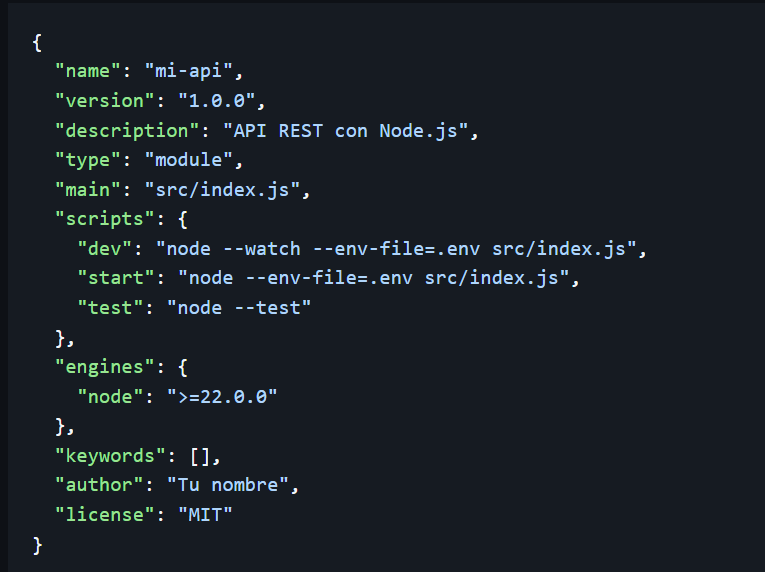 {
  "name": "mi-api",
  "version": "1.0.0",
  "description": "API REST con Node.js",
  "type": "module",
  "main": "src/index.js",
  "scripts": {
    "dev": "node --watch --env-file=.env src/index.js",
    "start": "node --env-file=.env src/index.js",
    "test": "node --test"
  },
  "engines": {
    "node": ">=22.0.0"
  },
  "keywords": [],
  "author": "Tu nombre",
  "license": "MIT"
}